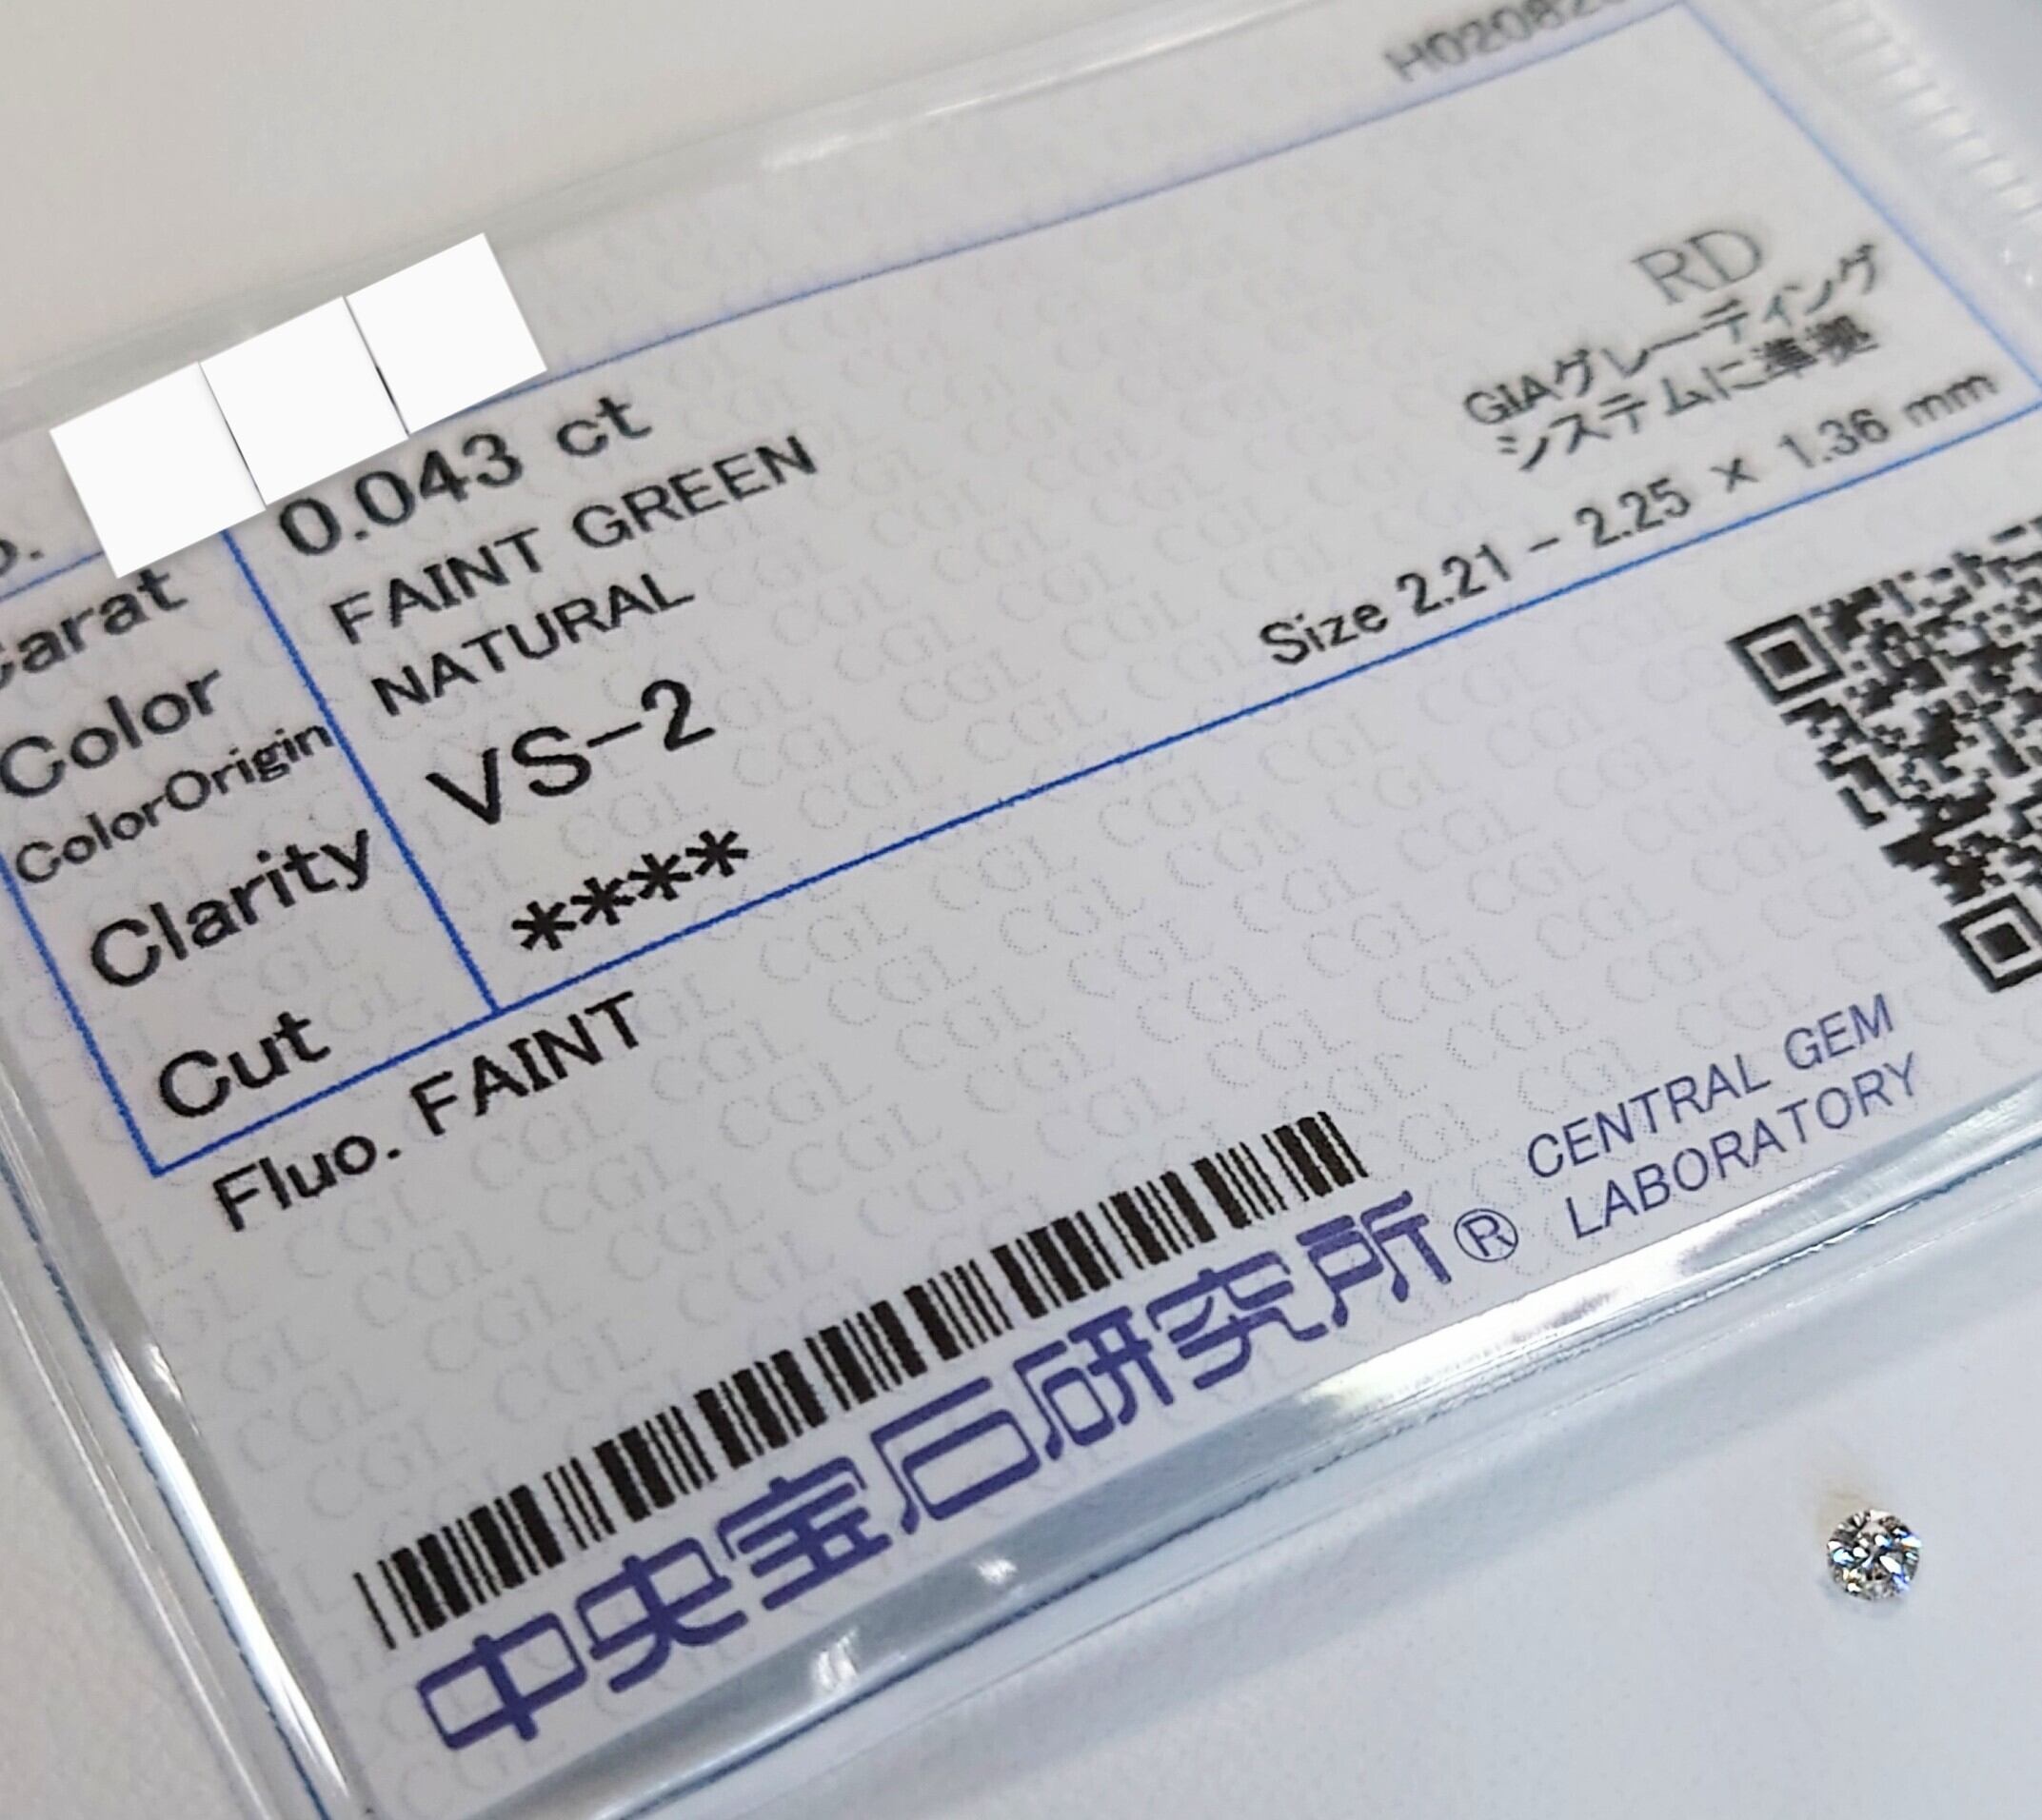 Carat 0.043 ct
Color FAINT GREEN
ColorOrigin NATURAL
Clarity VS-2
Cut ****
RD
GIAグレーディング
システムに準拠
Size 2.21 - 2.25 × 1.36 mm
Fluo. FAINT
中央宝石研究所®
CENTRAL GEM
LABORATORY